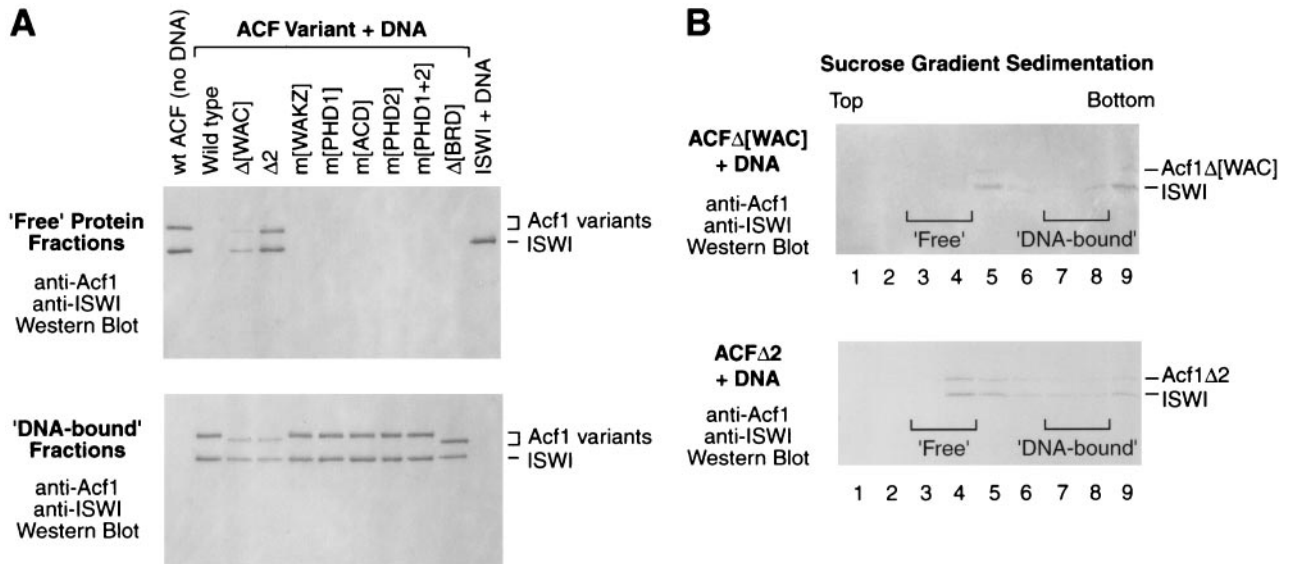 A
ACF Variant + DNA
wt ACF (no DNA)
Wild type
Δ[WAC]
Δ2
m[WAKZ]
m[PHD1]
m[ACD]
m[PHD2]
m[PHD1+2]
Δ[BRD]
ISWI + DNA
'Free' Protein
Fractions
anti-Acf1
anti-ISWI
Western Blot
Acf1 variants
ISWI
'DNA-bound'
Fractions
anti-Acf1
anti-ISWI
Western Blot
Acf1 variants
ISWI
B
Sucrose Gradient Sedimentation
Top Bottom
ACFΔ[WAC]
+ DNA
anti-Acf1
anti-ISWI
Western Blot
Acf1Δ[WAC]
ISWI
'Free' 'DNA-bound'
1 2 3 4 5 6 7 8 9
ACFΔ2
+ DNA
anti-Acf1
anti-ISWI
Western Blot
Acf1Δ2
ISWI
'Free' 'DNA-bound'
1 2 3 4 5 6 7 8 9